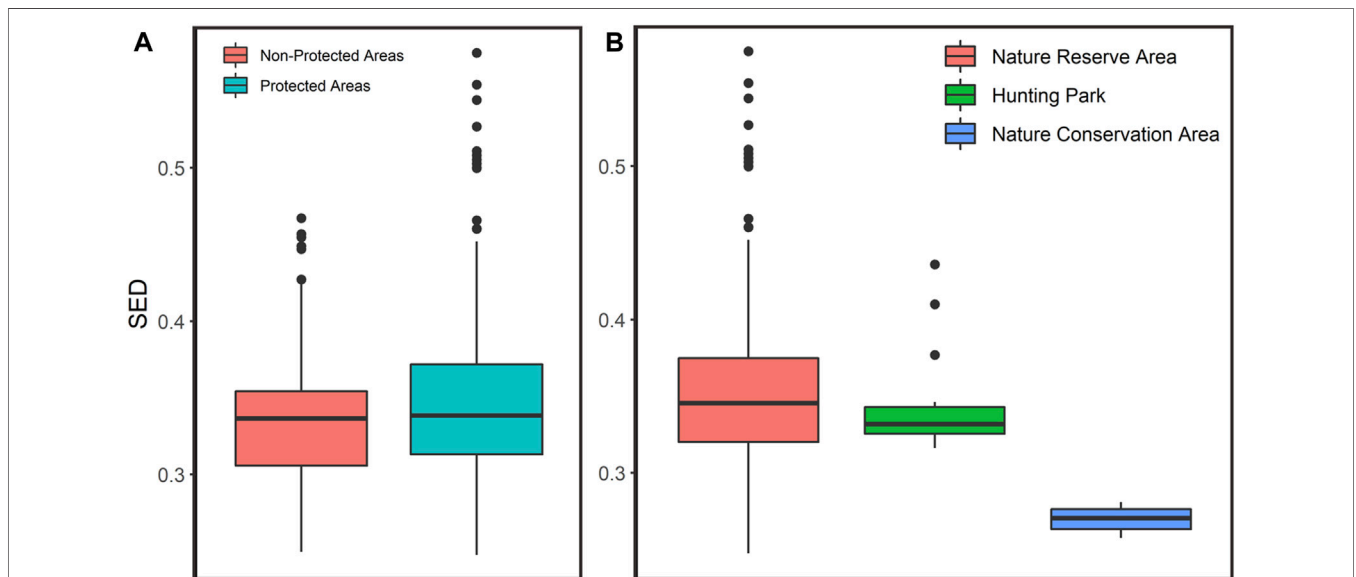 A
Non-Protected Areas
Protected Areas
SED
0.5
0.4
0.3
B
Nature Reserve Area
Hunting Park
Nature Conservation Area
0.5
0.4
0.3